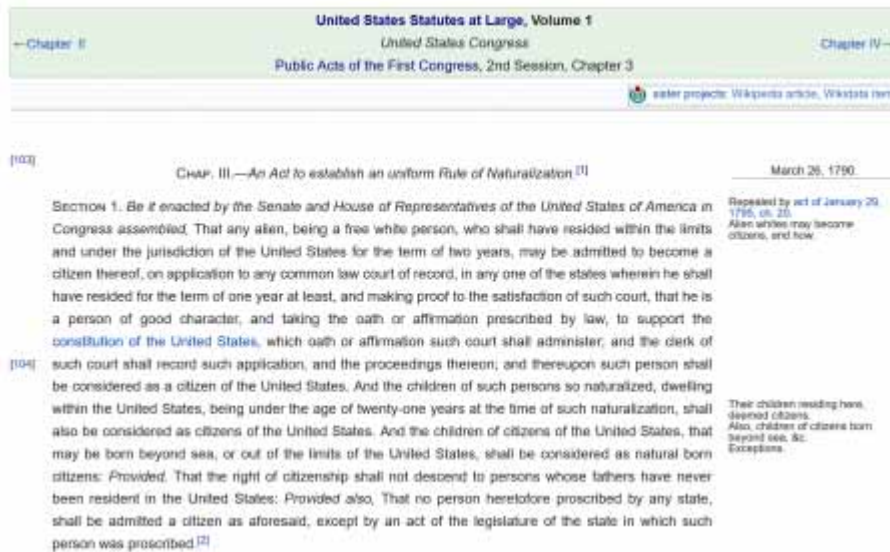 United States Statutes at Large, Volume 1
←Chapter II
United States Congress
Chapter IV→
Public Acts of the First Congress, 2nd Session, Chapter 3
sister projects: Wikipedia article, Wikidata item
[103]
CHAP. III.—An Act to establish an uniform Rule of Naturalization.[1]
March 26, 1790.
SECTION 1. Be it enacted by the Senate and House of Representatives of the United States of America in
Congress assembled, That any alien, being a free white person, who shall have resided within the limits
and under the jurisdiction of the United States for the term of two years, may be admitted to become a
citizen thereof, on application to any common law court of record, in any one of the states wherein he shall
have resided for the term of one year at least, and making proof to the satisfaction of such court, that he is
a person of good character, and taking the oath or affirmation prescribed by law, to support the
constitution of the United States, which oath or affirmation such court shall administer; and the clerk of
[104]
such court shall record such application, and the proceedings thereon; and thereupon such person shall
be considered as a citizen of the United States. And the children of such persons so naturalized, dwelling
within the United States, being under the age of twenty-one years at the time of such naturalization, shall
also be considered as citizens of the United States. And the children of citizens of the United States, that
may be born beyond sea, or out of the limits of the United States, shall be considered as natural born
citizens: Provided, That the right of citizenship shall not descend to persons whose fathers have never
been resident in the United States: Provided also, That no person heretofore proscribed by any state,
shall be admitted a citizen as aforesaid, except by an act of the legislature of the state in which such
person was proscribed.[2]
Repealed by act of January 29,
1795, ch. 20.
Alien whites may become
citizens, and how.
Their children residing here,
deemed citizens.
Also, children of citizens born
beyond sea, &c.
Exceptions.